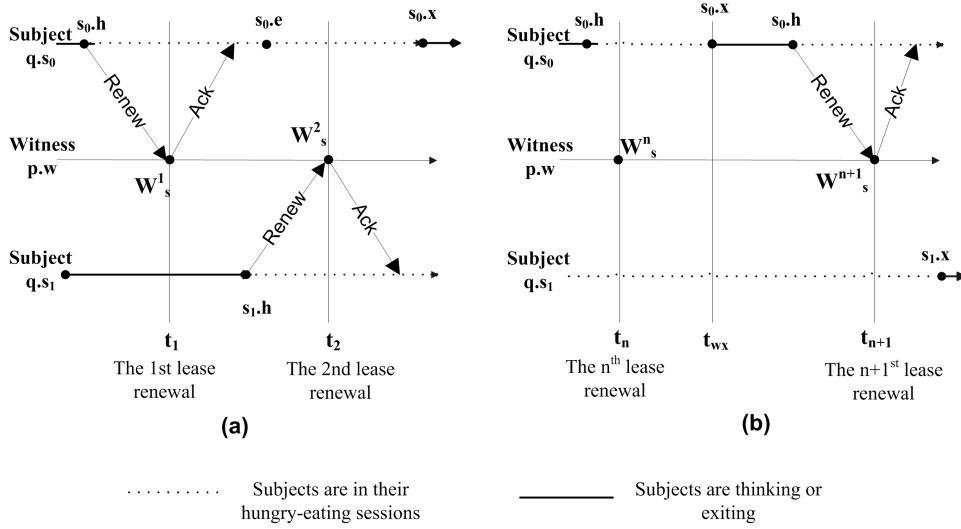 s₀.h
s₀.e
s₀.x
Subject
q.s₀
Renew
Ack
Witness
p.w
W¹ₛ
W²ₛ
Renew
Ack
Subject
q.s₁
s₁.h
t₁
t₂
The 1st lease
renewal
The 2nd lease
renewal
(a)
s₀.h
s₀.x
s₀.h
Subject
q.s₀
Renew
Ack
Witness
p.w
Wⁿₛ
Wⁿ⁺¹ₛ
Subject
q.s₁
s₁.x
tₙ
t_wx
tₙ₊₁
The nᵗʰ lease
renewal
The n+1ˢᵗ lease
renewal
(b)
Subjects are in their
hungry-eating sessions
Subjects are thinking or
exiting